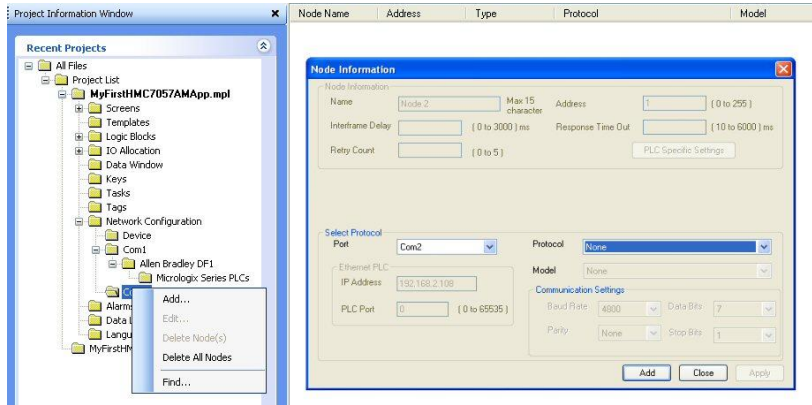 Project Information Window
Recent Projects
All Files
Project List
MyFirstHMC7057AMApp.mpl
Screens
Templates
Logic Blocks
IO Allocation
Data Window
Keys
Tasks
Tags
Network Configuration
Device
Com1
Allen Bradley DF1
Micrologix Series PLCs
Alarms
Data L
Langu
MyFirstHM
Add...
Edit...
Delete Node(s)
Delete All Nodes
Find...
Node Name Address Type Protocol Model
Node Information
Node Information
Name Node 2 Max 15 character Address 1 ( 0 to 255 )
Interframe Delay ( 0 to 3000 ) ms Response Time Out ( 10 to 6000 ) ms
Retry Count ( 0 to 5 ) PLC Specific Settings
Select Protocol
Port Com2 Protocol None
Ethernet PLC Model None
IP Address 192.168.2.108 Communication Settings
PLC Port 0 ( 0 to 65535 ) Baud Rate 4800 Data Bits 7
Parity None Stop Bits 1
Add Close Apply